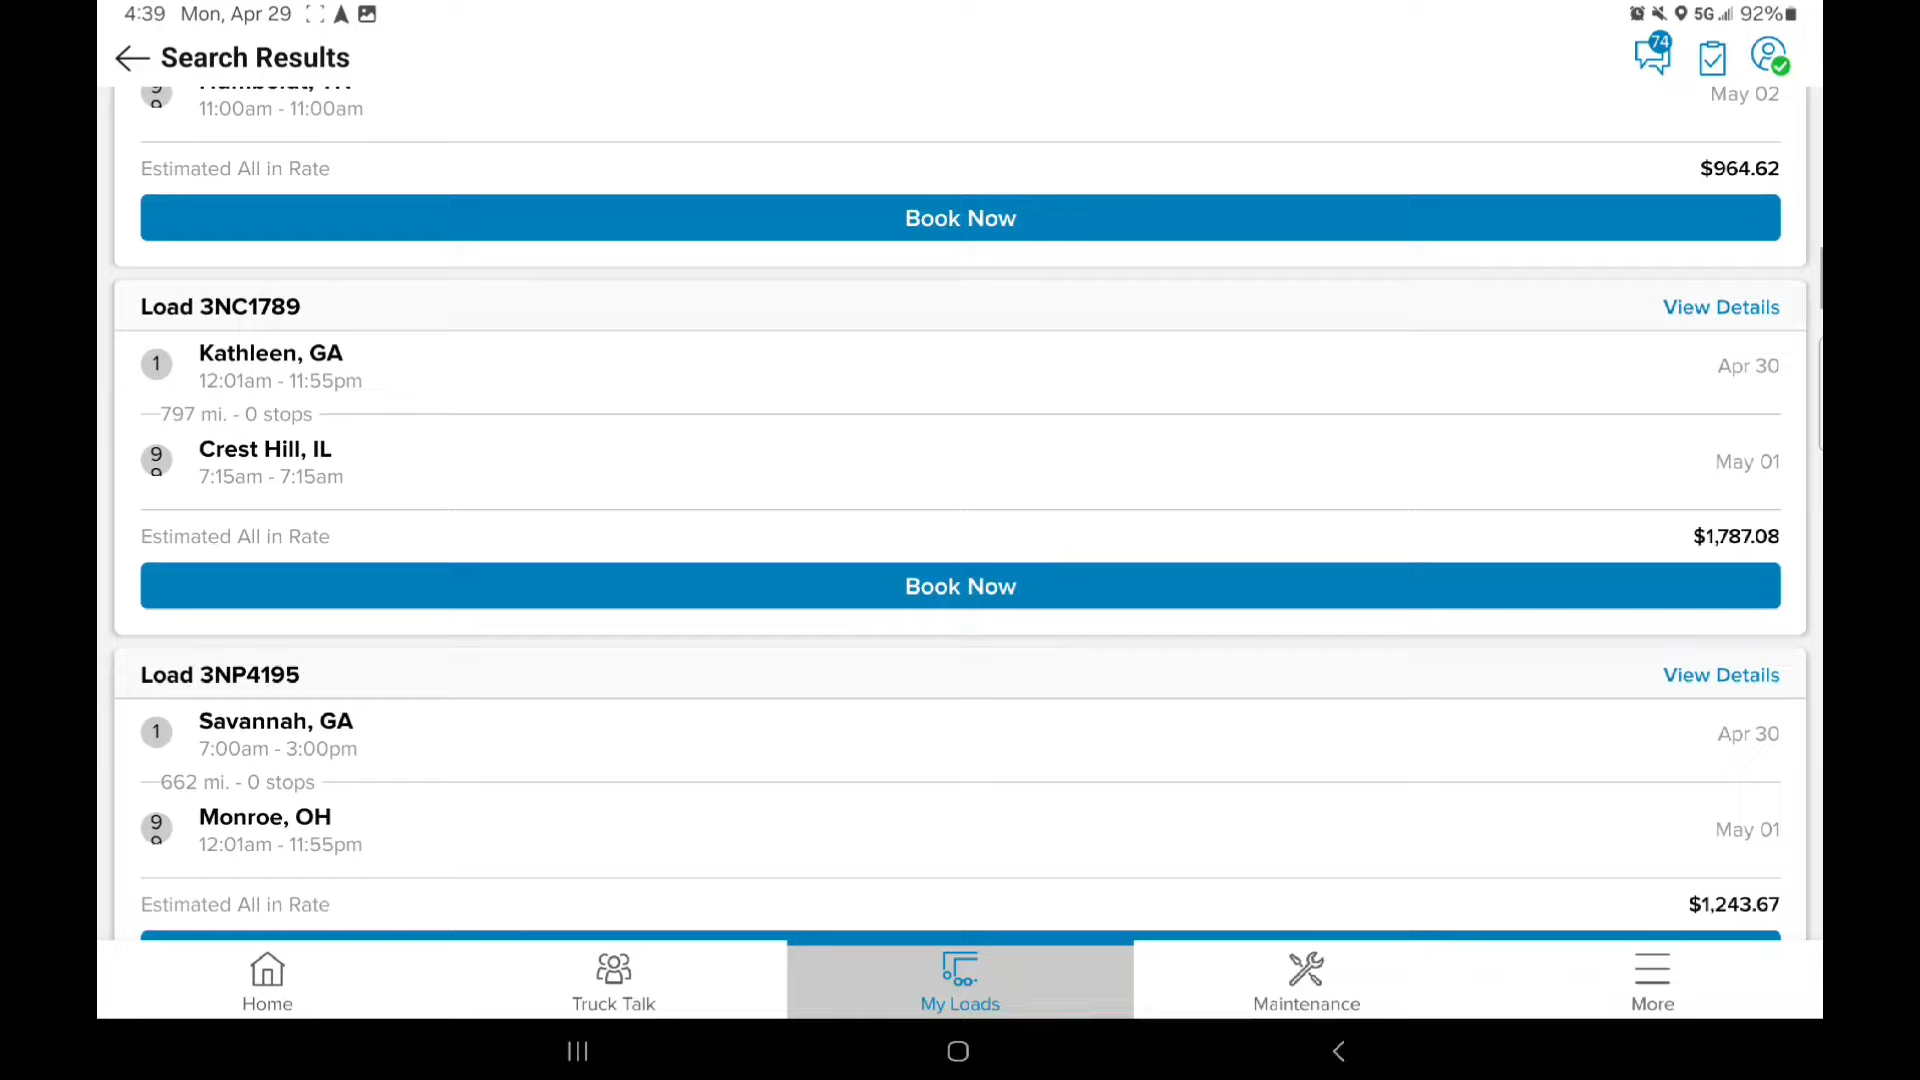 4:39 Mon, Apr 29 5G 92%
Search Results 74
11:00am - 11:00am May 02
Estimated All in Rate $964.62
Book Now
Load 3NC1789 View Details
1 Kathleen, GA
12:01am - 11:55pm Apr 30
797 mi. - 0 stops
9 Crest Hill, IL
7:15am - 7:15am May 01
Estimated All in Rate $1,787.08
Book Now
Load 3NP4195 View Details
1 Savannah, GA
7:00am - 3:00pm Apr 30
662 mi. - 0 stops
9 Monroe, OH
12:01am - 11:55pm May 01
Estimated All in Rate $1,243.67
Home Truck Talk My Loads Maintenance More